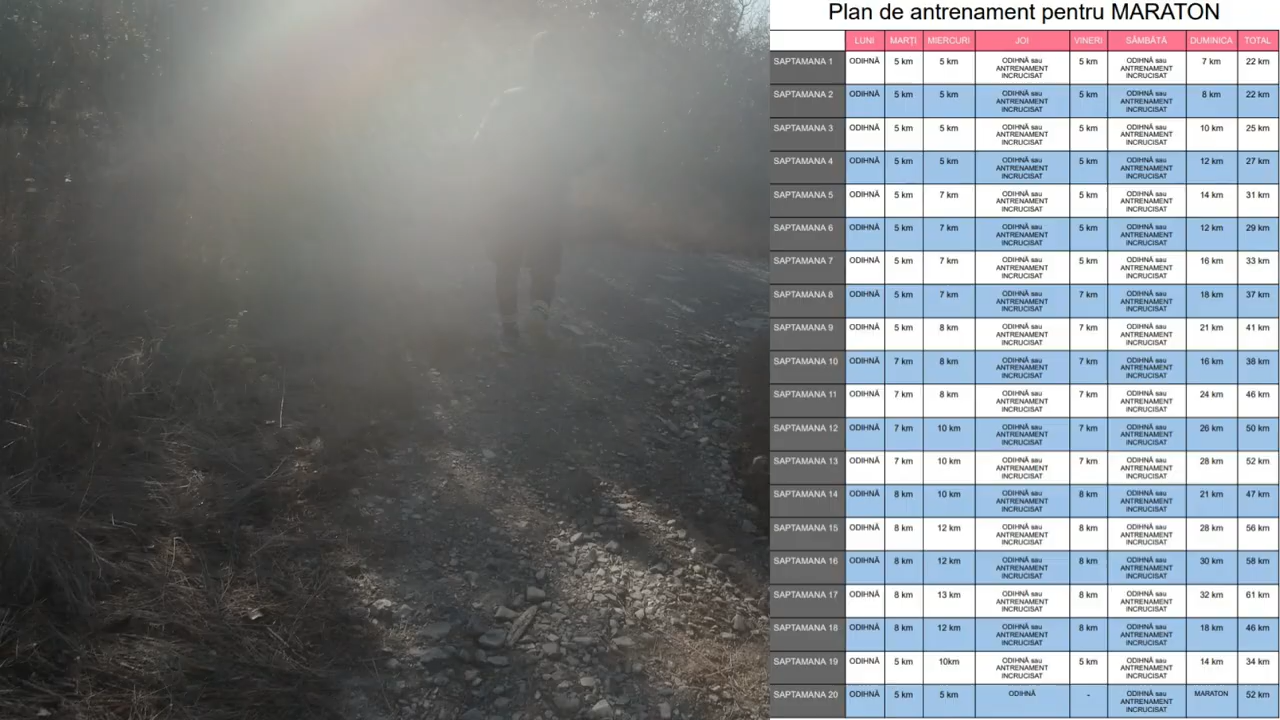 Plan de antrenament pentru MARATON
LUNI MARȚI MIERCURI JOI VINERI SÂMBĂTĂ DUMINICA TOTAL
SAPTAMANA 1 ODIHNĂ 5 km 5 km ODIHNĂ sau ANTRENAMENT INCRUCISAT 5 km ODIHNĂ sau ANTRENAMENT INCRUCISAT 7 km 22 km
SAPTAMANA 2 ODIHNĂ 5 km 5 km ODIHNĂ sau ANTRENAMENT INCRUCISAT 5 km ODIHNĂ sau ANTRENAMENT INCRUCISAT 8 km 22 km
SAPTAMANA 3 ODIHNĂ 5 km 5 km ODIHNĂ sau ANTRENAMENT INCRUCISAT 5 km ODIHNĂ sau ANTRENAMENT INCRUCISAT 10 km 25 km
SAPTAMANA 4 ODIHNĂ 5 km 5 km ODIHNĂ sau ANTRENAMENT INCRUCISAT 5 km ODIHNĂ sau ANTRENAMENT INCRUCISAT 12 km 27 km
SAPTAMANA 5 ODIHNĂ 5 km 7 km ODIHNĂ sau ANTRENAMENT INCRUCISAT 5 km ODIHNĂ sau ANTRENAMENT INCRUCISAT 14 km 31 km
SAPTAMANA 6 ODIHNĂ 5 km 7 km ODIHNĂ sau ANTRENAMENT INCRUCISAT 5 km ODIHNĂ sau ANTRENAMENT INCRUCISAT 12 km 29 km
SAPTAMANA 7 ODIHNĂ 5 km 7 km ODIHNĂ sau ANTRENAMENT INCRUCISAT 5 km ODIHNĂ sau ANTRENAMENT INCRUCISAT 16 km 33 km
SAPTAMANA 8 ODIHNĂ 5 km 7 km ODIHNĂ sau ANTRENAMENT INCRUCISAT 7 km ODIHNĂ sau ANTRENAMENT INCRUCISAT 18 km 37 km
SAPTAMANA 9 ODIHNĂ 5 km 8 km ODIHNĂ sau ANTRENAMENT INCRUCISAT 7 km ODIHNĂ sau ANTRENAMENT INCRUCISAT 21 km 41 km
SAPTAMANA 10 ODIHNĂ 7 km 8 km ODIHNĂ sau ANTRENAMENT INCRUCISAT 7 km ODIHNĂ sau ANTRENAMENT INCRUCISAT 16 km 38 km
SAPTAMANA 11 ODIHNĂ 7 km 8 km ODIHNĂ sau ANTRENAMENT INCRUCISAT 7 km ODIHNĂ sau ANTRENAMENT INCRUCISAT 24 km 46 km
SAPTAMANA 12 ODIHNĂ 7 km 10 km ODIHNĂ sau ANTRENAMENT INCRUCISAT 7 km ODIHNĂ sau ANTRENAMENT INCRUCISAT 26 km 50 km
SAPTAMANA 13 ODIHNĂ 7 km 10 km ODIHNĂ sau ANTRENAMENT INCRUCISAT 7 km ODIHNĂ sau ANTRENAMENT INCRUCISAT 28 km 52 km
SAPTAMANA 14 ODIHNĂ 8 km 10 km ODIHNĂ sau ANTRENAMENT INCRUCISAT 8 km ODIHNĂ sau ANTRENAMENT INCRUCISAT 21 km 47 km
SAPTAMANA 15 ODIHNĂ 8 km 12 km ODIHNĂ sau ANTRENAMENT INCRUCISAT 8 km ODIHNĂ sau ANTRENAMENT INCRUCISAT 28 km 56 km
SAPTAMANA 16 ODIHNĂ 8 km 12 km ODIHNĂ sau ANTRENAMENT INCRUCISAT 8 km ODIHNĂ sau ANTRENAMENT INCRUCISAT 30 km 58 km
SAPTAMANA 17 ODIHNĂ 8 km 13 km ODIHNĂ sau ANTRENAMENT INCRUCISAT 8 km ODIHNĂ sau ANTRENAMENT INCRUCISAT 32 km 61 km
SAPTAMANA 18 ODIHNĂ 8 km 12 km ODIHNĂ sau ANTRENAMENT INCRUCISAT 8 km ODIHNĂ sau ANTRENAMENT INCRUCISAT 18 km 46 km
SAPTAMANA 19 ODIHNĂ 5 km 10km ODIHNĂ sau ANTRENAMENT INCRUCISAT 5 km ODIHNĂ sau ANTRENAMENT INCRUCISAT 14 km 34 km
SAPTAMANA 20 ODIHNĂ 5 km 5 km ODIHNĂ - ODIHNĂ sau ANTRENAMENT INCRUCISAT MARATON 52 km